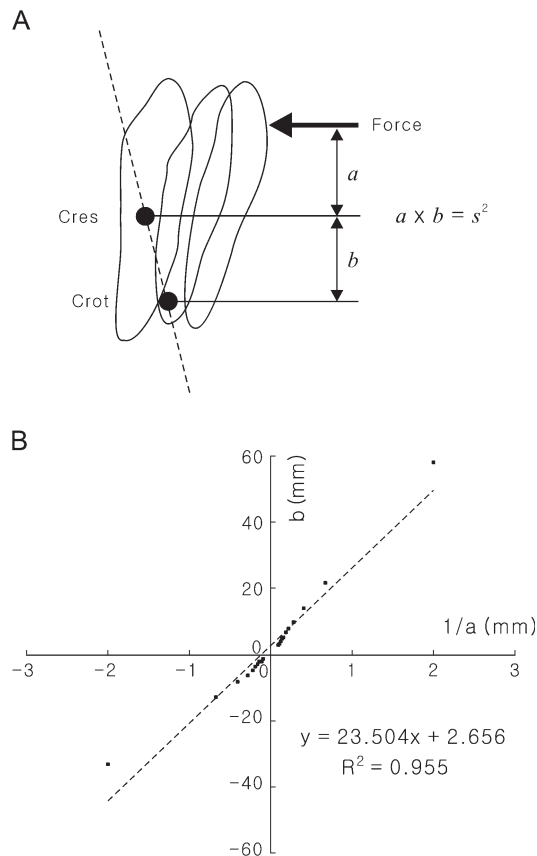 A
Force
a
Cres
a x b = s²
b
Crot
B
60
b (mm)
40
20
1/a (mm)
0
−3 −2 −1 0 1 2 3
−20
y = 23.504x + 2.656
R² = 0.955
−40
−60